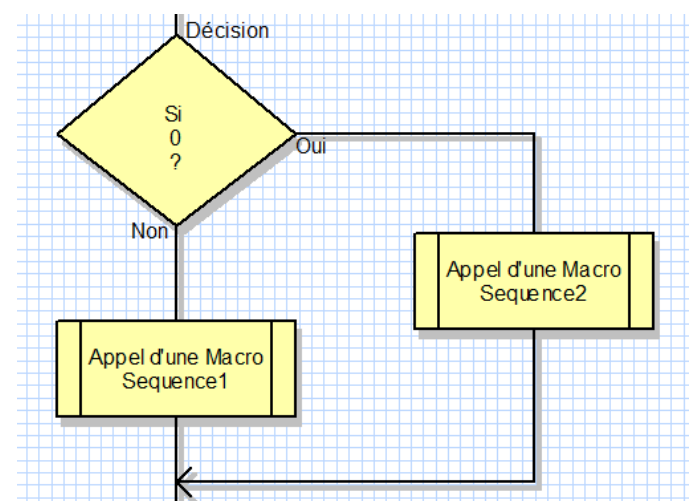 Décision
Si
0
?
Oui
Non
Appel d'une Macro
Sequence2
Appel d'une Macro
Sequence1